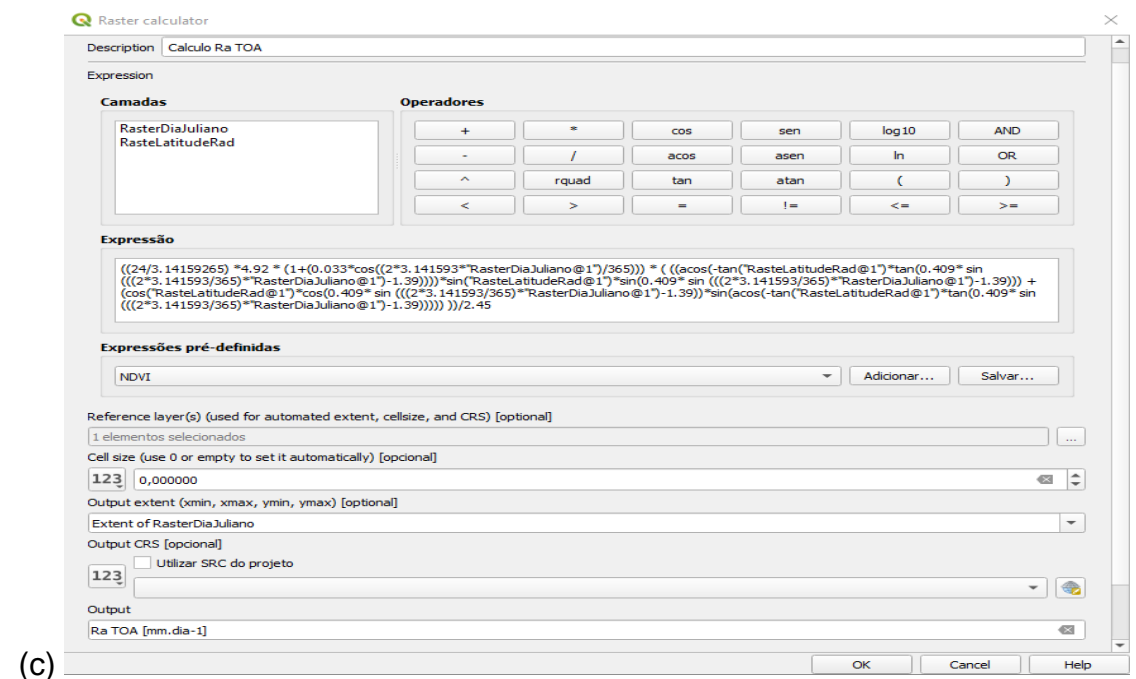 Raster calculator
Description Calculo Ra TOA
Expression
Camadas Operadores
RasterDiaJuliano
RasteLatitudeRad
+ * cos sen log10 AND
- / acos asen ln OR
^ rquad tan atan ( )
< > = != <= >=
Expressão
((24/3.14159265) *4.92 * (1+(0.033*cos((2*3.141593*"RasterDiaJuliano@1")/365))) * ( ((acos(-tan("RasteLatitudeRad@1")*tan(0.409* sin
(((2*3.141593/365)*"RasterDiaJuliano@1")-1.39))))*sin("RasteLatitudeRad@1")*sin(0.409* sin (((2*3.141593/365)*"RasterDiaJuliano@1")-1.39))) +
(cos("RasteLatitudeRad@1")*cos(0.409* sin (((2*3.141593/365)*"RasterDiaJuliano@1")-1.39))*sin(acos(-tan("RasteLatitudeRad@1")*tan(0.409* sin
(((2*3.141593/365)*"RasterDiaJuliano@1")-1.39))))) ))/2.45
Expressões pré-definidas
NDVI Adicionar... Salvar...
Reference layer(s) (used for automated extent, cellsize, and CRS) [optional]
1 elementos selecionados ...
Cell size (use 0 or empty to set it automatically) [opcional]
123 0,000000
Output extent (xmin, xmax, ymin, ymax) [optional]
Extent of RasterDiaJuliano
Output CRS [opcional]
Utilizar SRC do projeto
123
Output
Ra TOA [mm.dia-1]
(c) OK Cancel Help